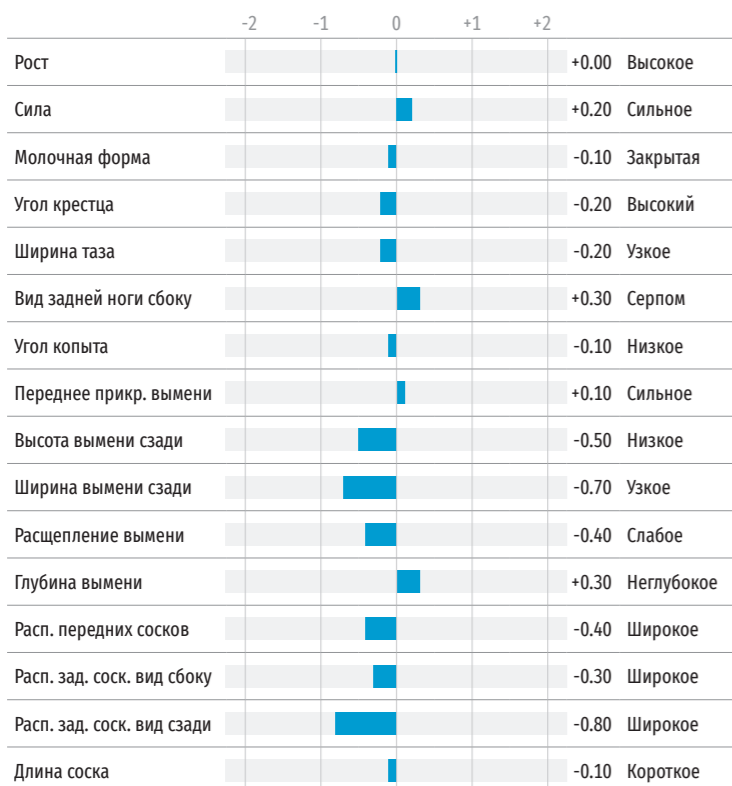 -2 -1 0 +1 +2
Рост +0.00 Высокое
Сила +0.20 Сильное
Молочная форма -0.10 Закрытая
Угол крестца -0.20 Высокий
Ширина таза -0.20 Узкое
Вид задней ноги сбоку +0.30 Серпом
Угол копыта -0.10 Низкое
Переднее прикр. вымени +0.10 Сильное
Высота вымени сзади -0.50 Низкое
Ширина вымени сзади -0.70 Узкое
Расщепление вымени -0.40 Слабое
Глубина вымени +0.30 Неглубокое
Расп. передних сосков -0.40 Широкое
Расп. зад. соск. вид сбоку -0.30 Широкое
Расп. зад. соск. вид сзади -0.80 Широкое
Длина соска -0.10 Короткое